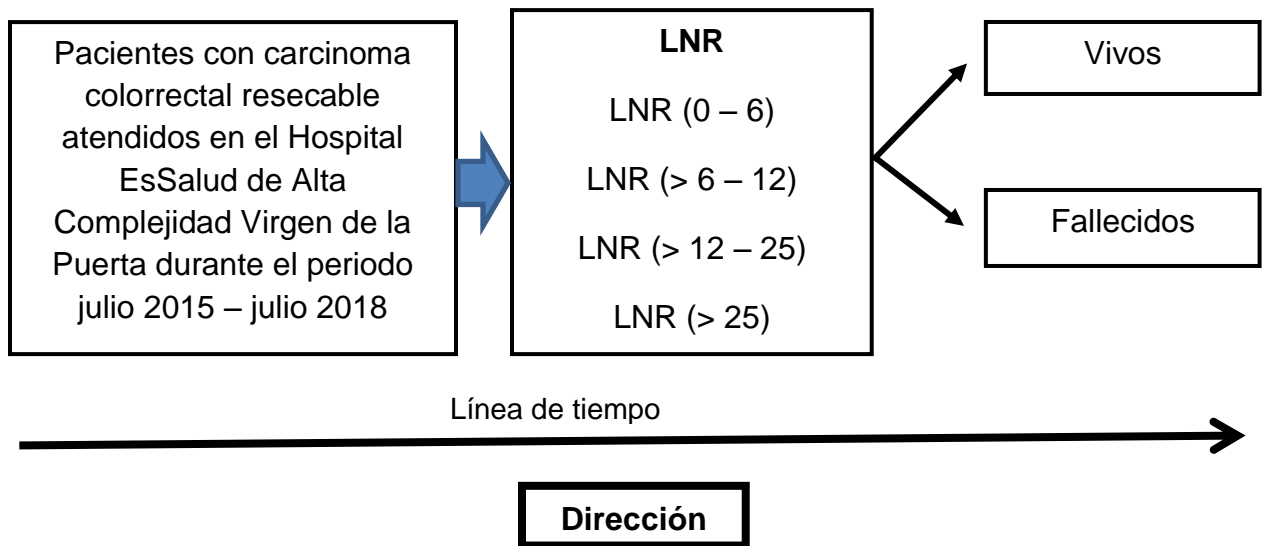 Pacientes con carcinoma
colorrectal resecable
atendidos en el Hospital
EsSalud de Alta
Complejidad Virgen de la
Puerta durante el periodo
julio 2015 – julio 2018
LNR
LNR (0 – 6)
LNR (> 6 – 12)
LNR (> 12 – 25)
LNR (> 25)
Vivos
Fallecidos
Línea de tiempo
Dirección